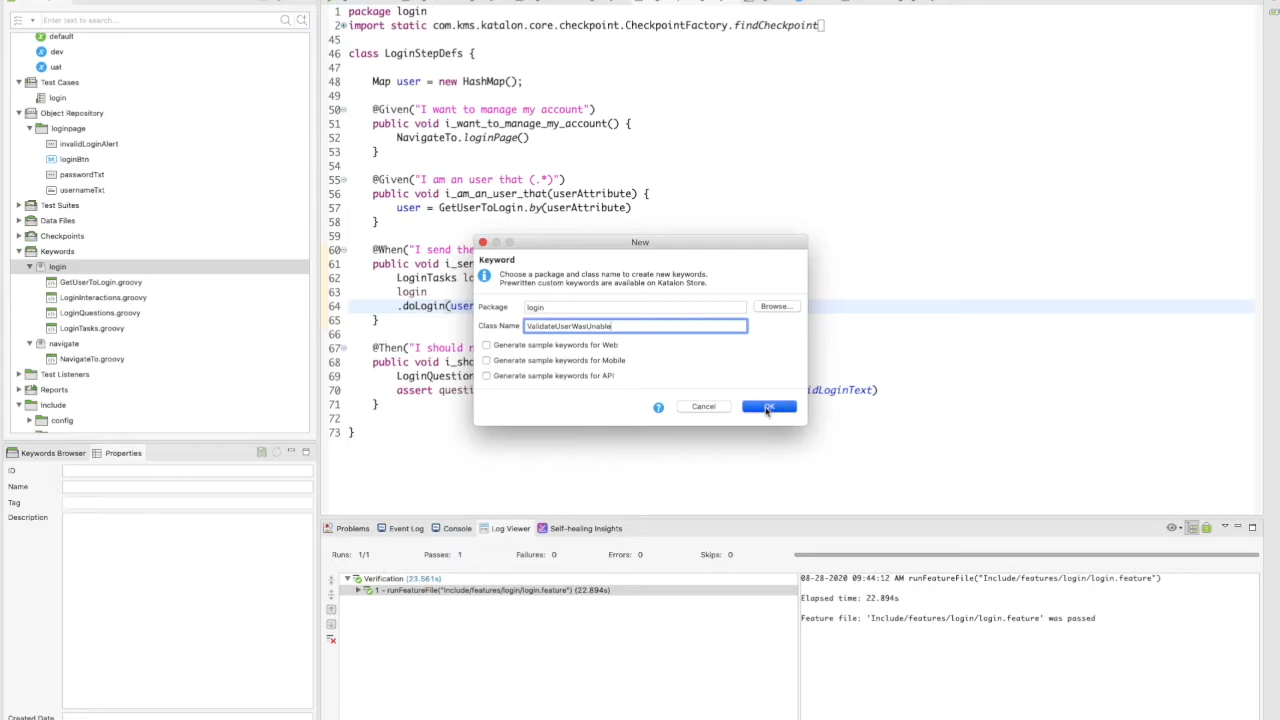 Enter text to search...
default
dev
uat
Test Cases
login
Object Repository
loginpage
invalidLoginAlert
loginBtn
passwordTxt
usernameTxt
Test Suites
Data Files
Checkpoints
Keywords
login
GetUserToLogin.groovy
LoginInteractions.groovy
LoginQuestions.groovy
LoginTasks.groovy
navigate
NavigateTo.groovy
Test Listeners
Reports
Include
config
Keywords Browser
Properties
ID
Name
Tag
Description
Created Date
1 package login
2 import static com.kms.katalon.core.checkpoint.CheckpointFactory.findCheckpoint
45
46 class LoginStepDefs {
47
48 Map user = new HashMap();
49
50 @Given("I want to manage my account")
51 public void i_want_to_manage_my_account() {
52 NavigateTo.loginPage()
53 }
54
55 @Given("I am an user that (.*)")
56 public void i_am_an_user_that(userAttribute) {
57 user = GetUserToLogin.by(userAttribute)
58 }
59
60 @When("I send the
61 public void i_sen
62 LoginTasks lo
63 login
64 .doLogin(user
65 }
66
67 @Then("I should n
68 public void i_sho
69 LoginQuestio
70 assert questi idLoginText)
71 }
72
73 }
New
Keyword
Choose a package and class name to create new keywords.
Prewritten custom keywords are available on Katalon Store.
Package login Browse...
Class Name ValidateUserWasUnable
Generate sample keywords for Web
Generate sample keywords for Mobile
Generate sample keywords for API
? Cancel OK
Problems Event Log Console Log Viewer Self-healing Insights
Runs: 1/1 Passes: 1 Failures: 0 Errors: 0 Skips: 0
Verification (23.561s)
1 - runFeatureFile("Include/features/login/login.feature") (22.894s)
08-28-2020 09:44:12 AM runFeatureFile("Include/features/login/login.feature")
Elapsed time: 22.894s
Feature file: 'Include/features/login/login.feature' was passed